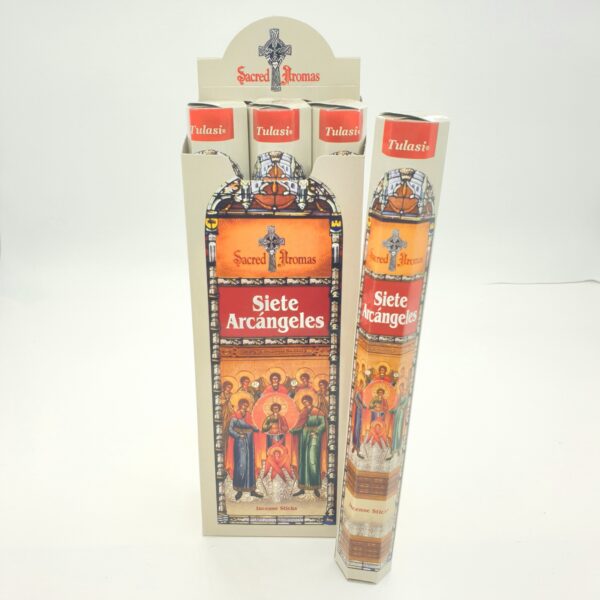 Sacred Aromas
Tulasi®
Tulasi®
Tulasi®
Sacred Aromas
Siete
Arcángeles
Incense Sticks
Tulasi®
Sacred Aromas
Siete
Arcángeles
Incense Sticks